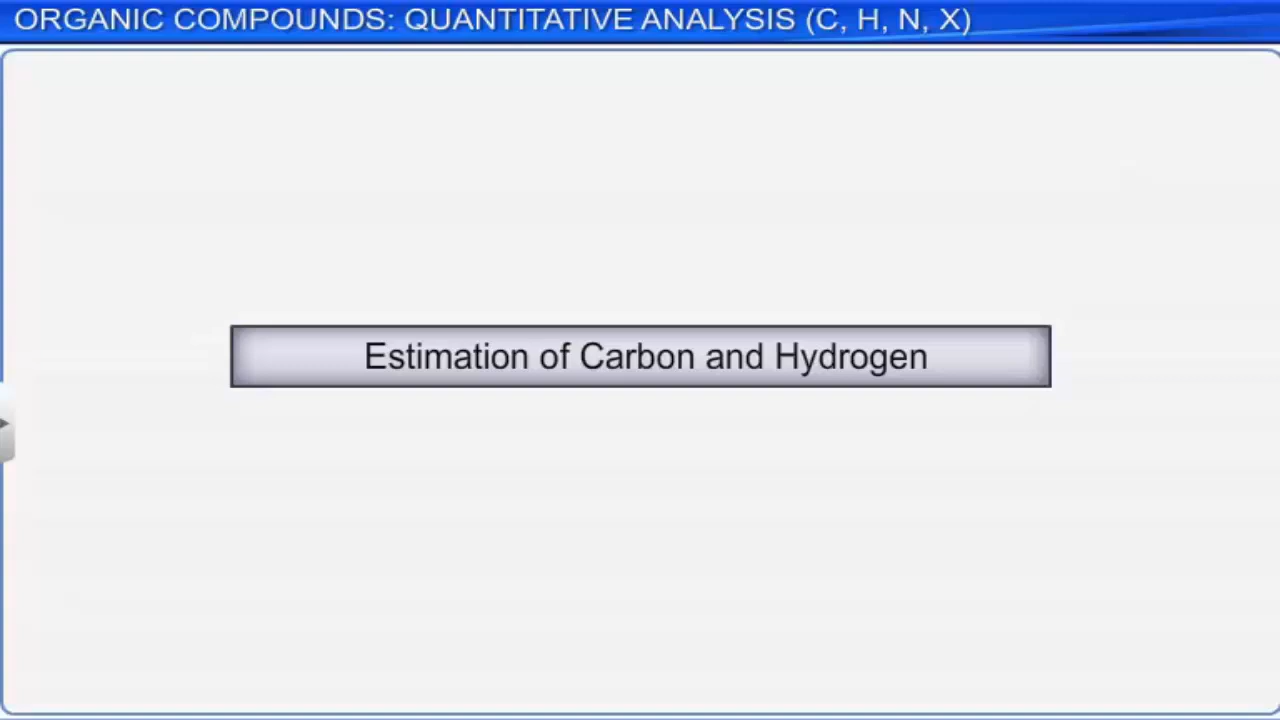 ORGANIC COMPOUNDS: QUANTITATIVE ANALYSIS (C, H, N, X)
Estimation of Carbon and Hydrogen